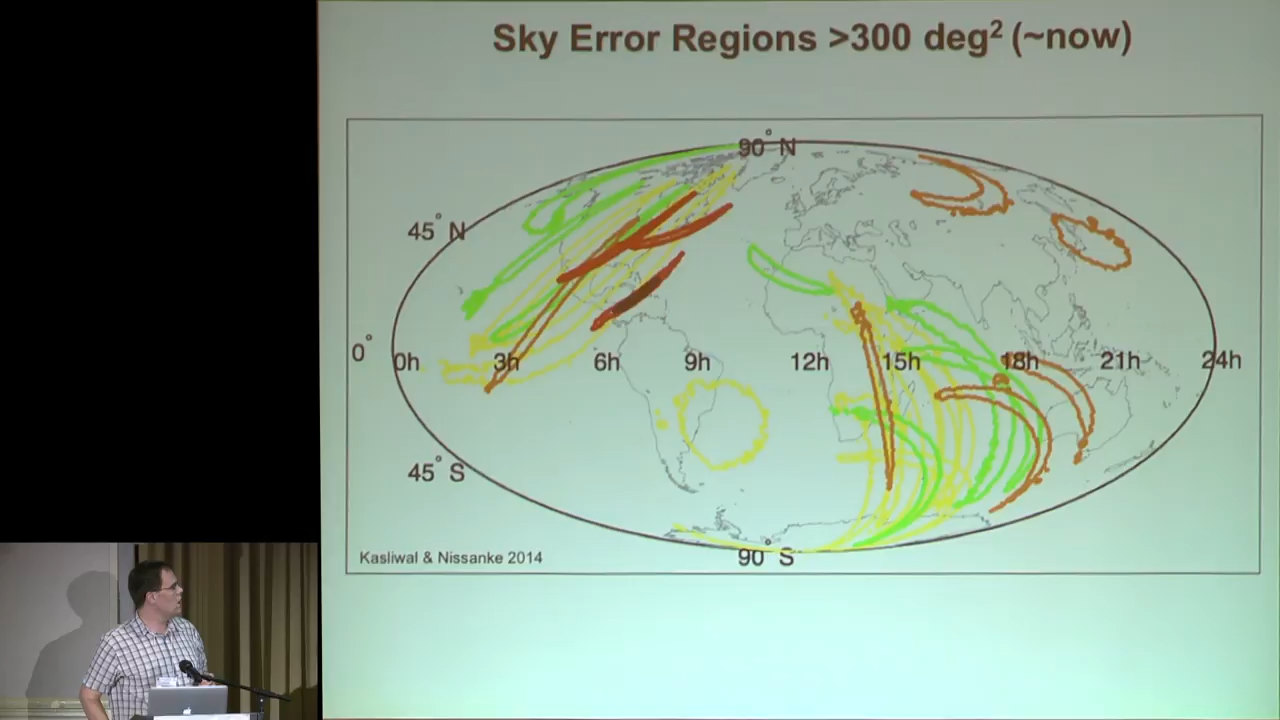 Sky Error Regions >300 deg² (~now)
90° N
45° N
0°
0h 3h 6h 9h 12h 15h 18h 21h 24h
45° S
90° S
Kasliwal & Nissanke 2014